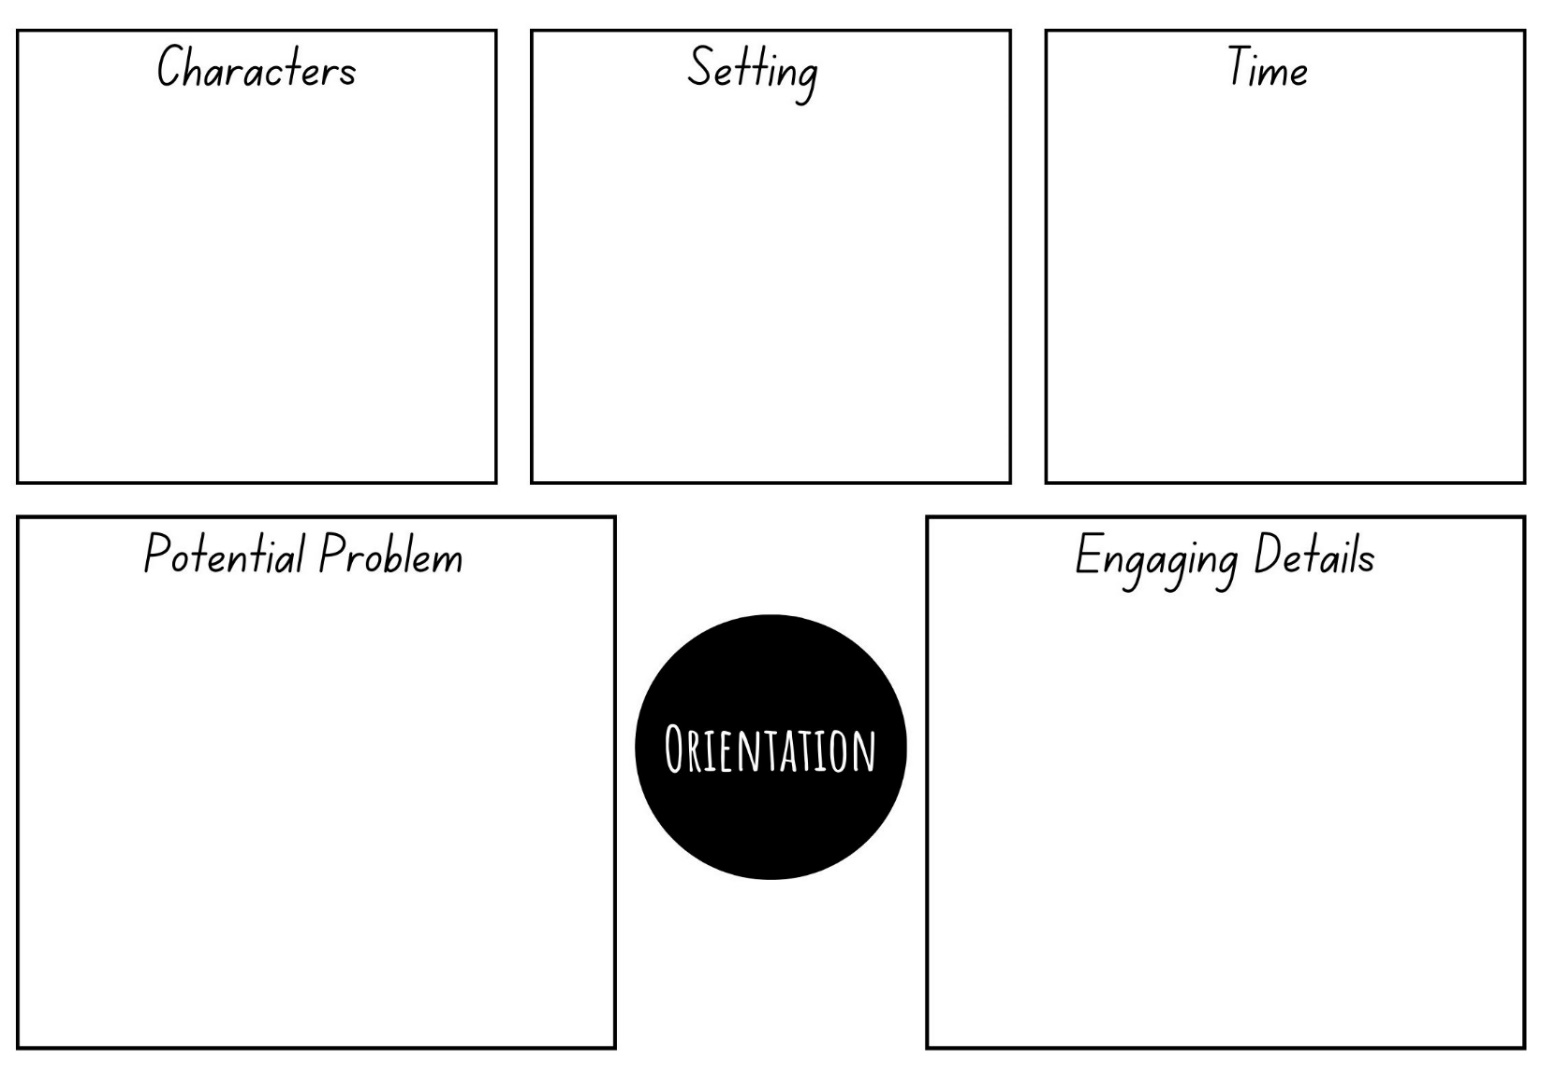 Characters
Setting
Time
Potential Problem
Engaging Details
ORIENTATION